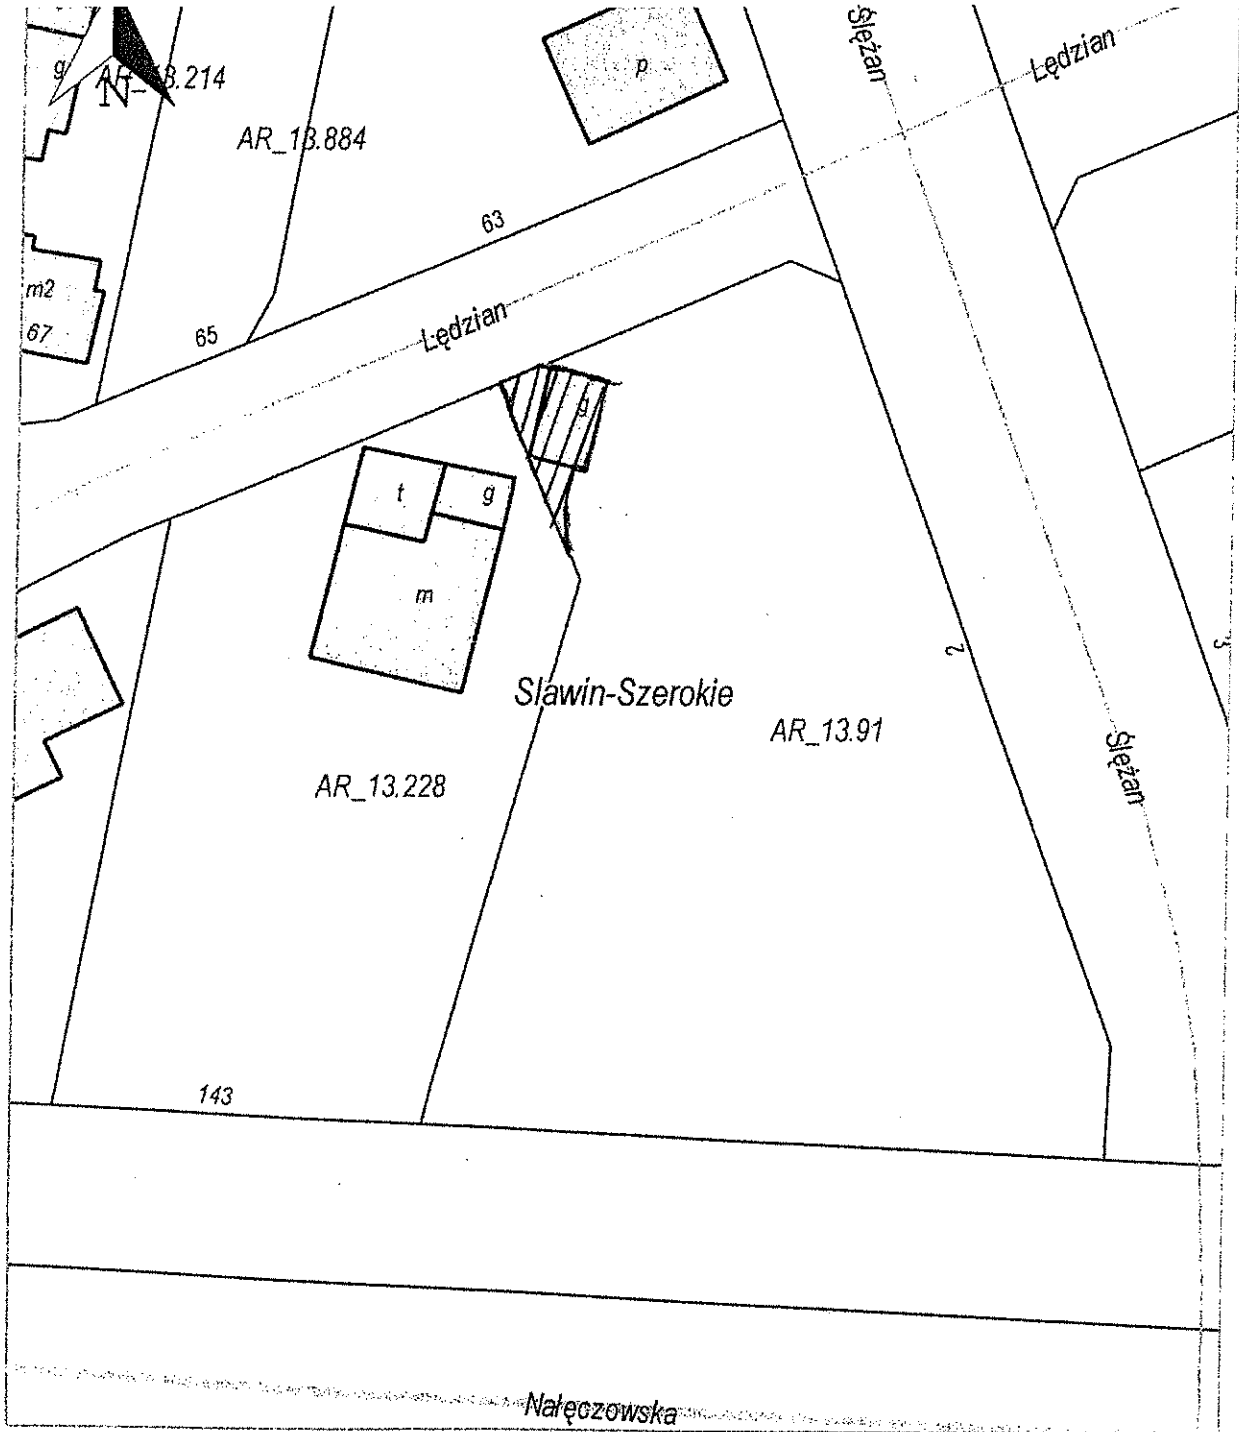 g
AR_13.214
N
AR_13.884
p
Ślężan
Lędzian
63
m2
67
65
Lędzian
g
t
g
m
2
3
Sławin-Szerokie
AR_13.91
Ślężan
AR_13.228
143
Nałęczowska